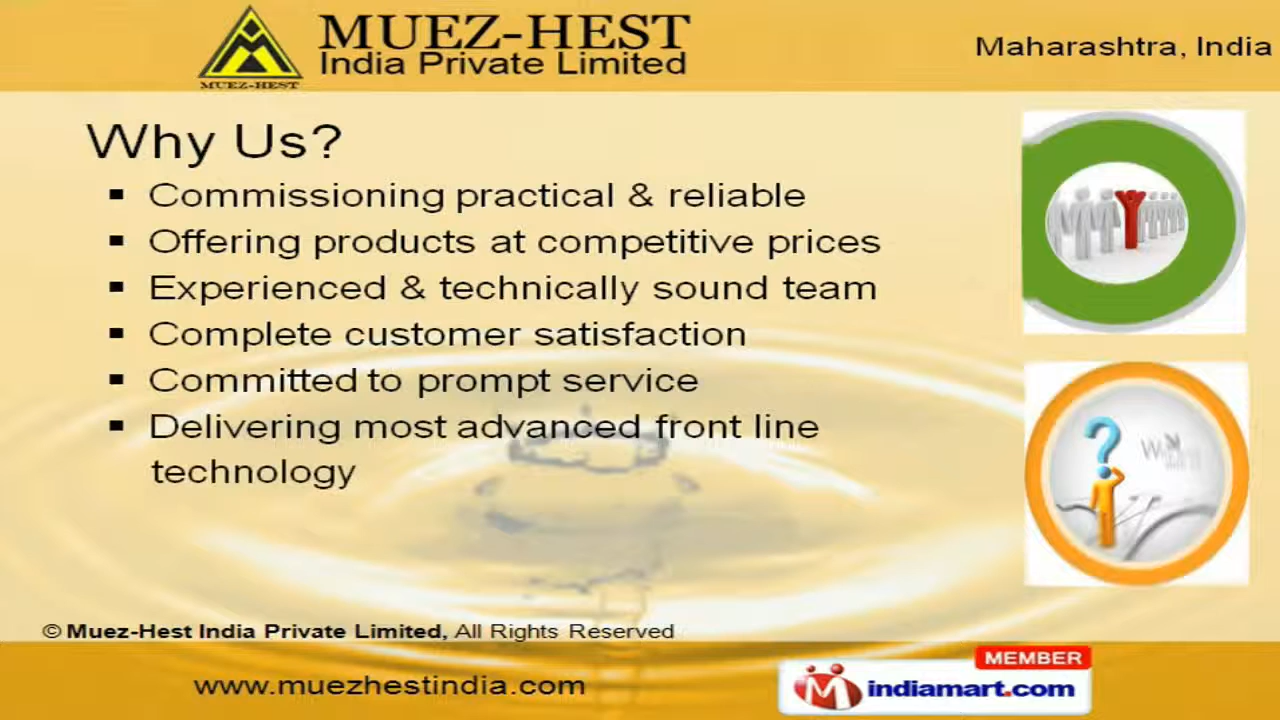 MUEZ-HEST
India Private Limited
MUEZ-HEST
Maharashtra, India
Why Us?
▪ Commissioning practical & reliable
▪ Offering products at competitive prices
▪ Experienced & technically sound team
▪ Complete customer satisfaction
▪ Committed to prompt service
▪ Delivering most advanced front line
technology
?
© Muez-Hest India Private Limited, All Rights Reserved
www.muezhestindia.com
MEMBER
indiamart.com